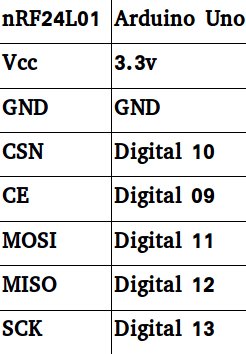 nRF24L01 Arduino Uno
Vcc 3.3v
GND GND
CSN Digital 10
CE Digital 09
MOSI Digital 11
MISO Digital 12
SCK Digital 13